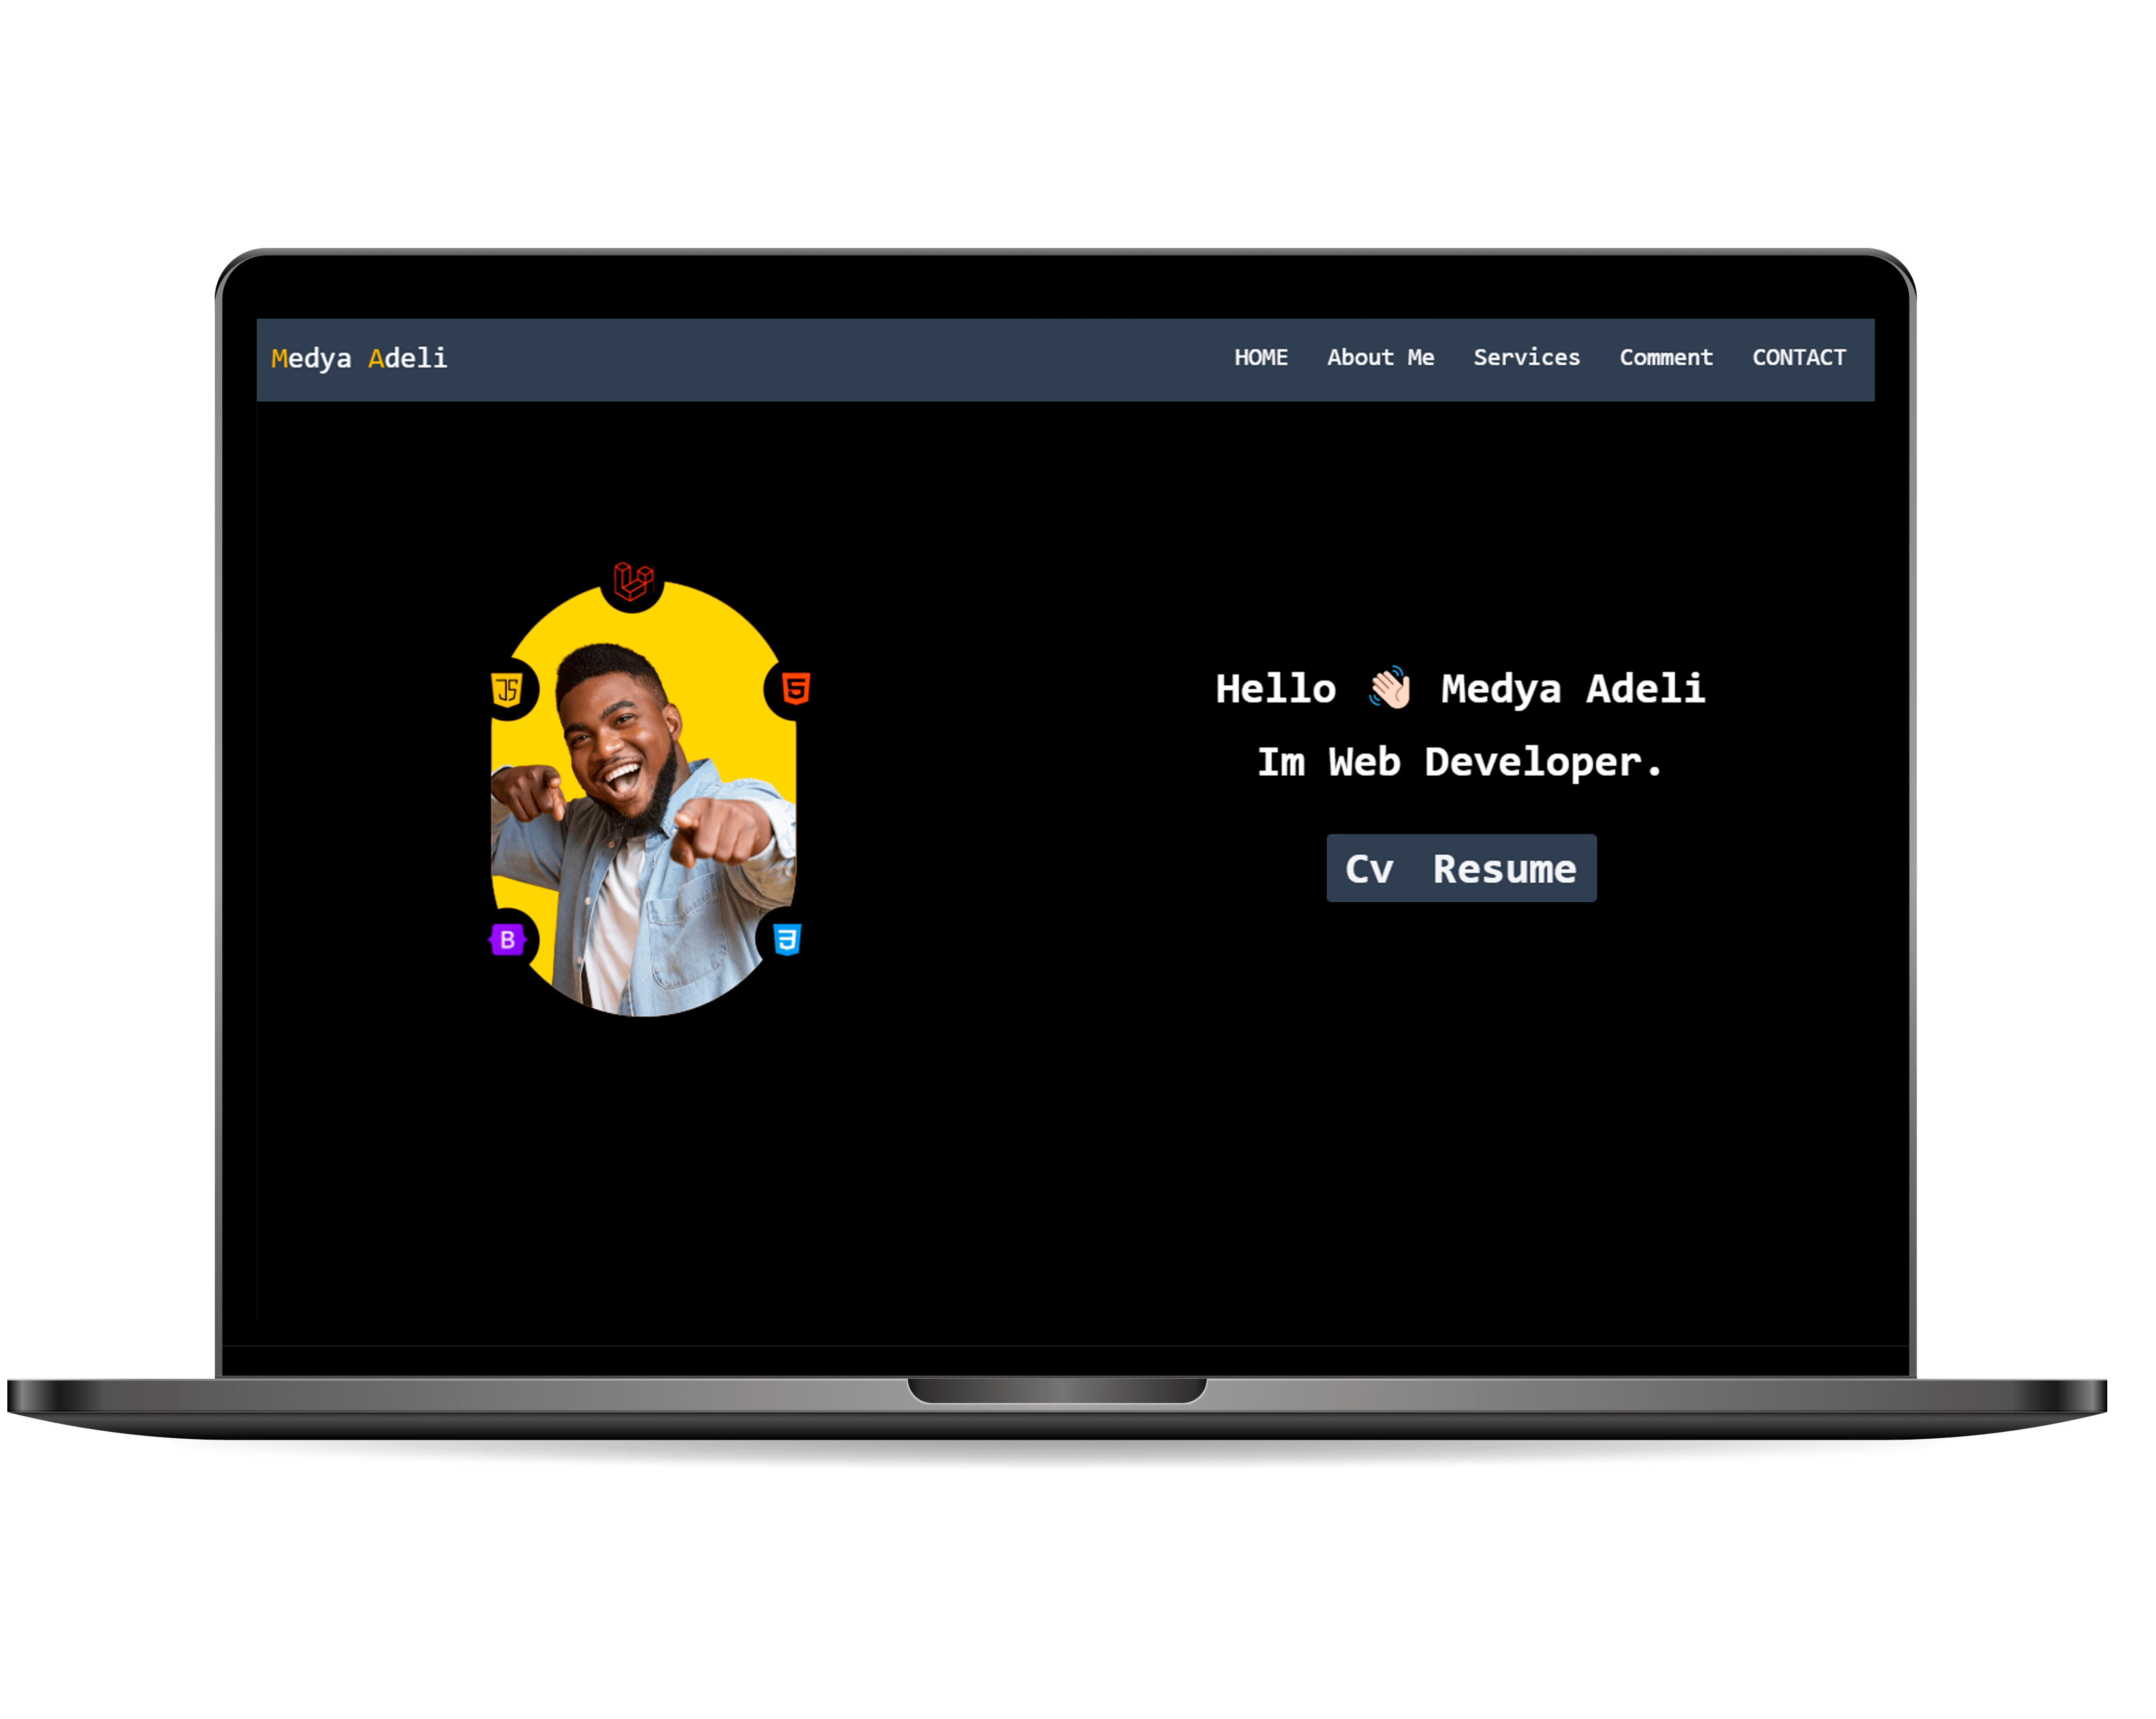 Medya Adeli
HOME About Me Services Comment CONTACT
JS
5
Hello 👋🏻 Medya Adeli
Im Web Developer.
Cv Resume
B
3